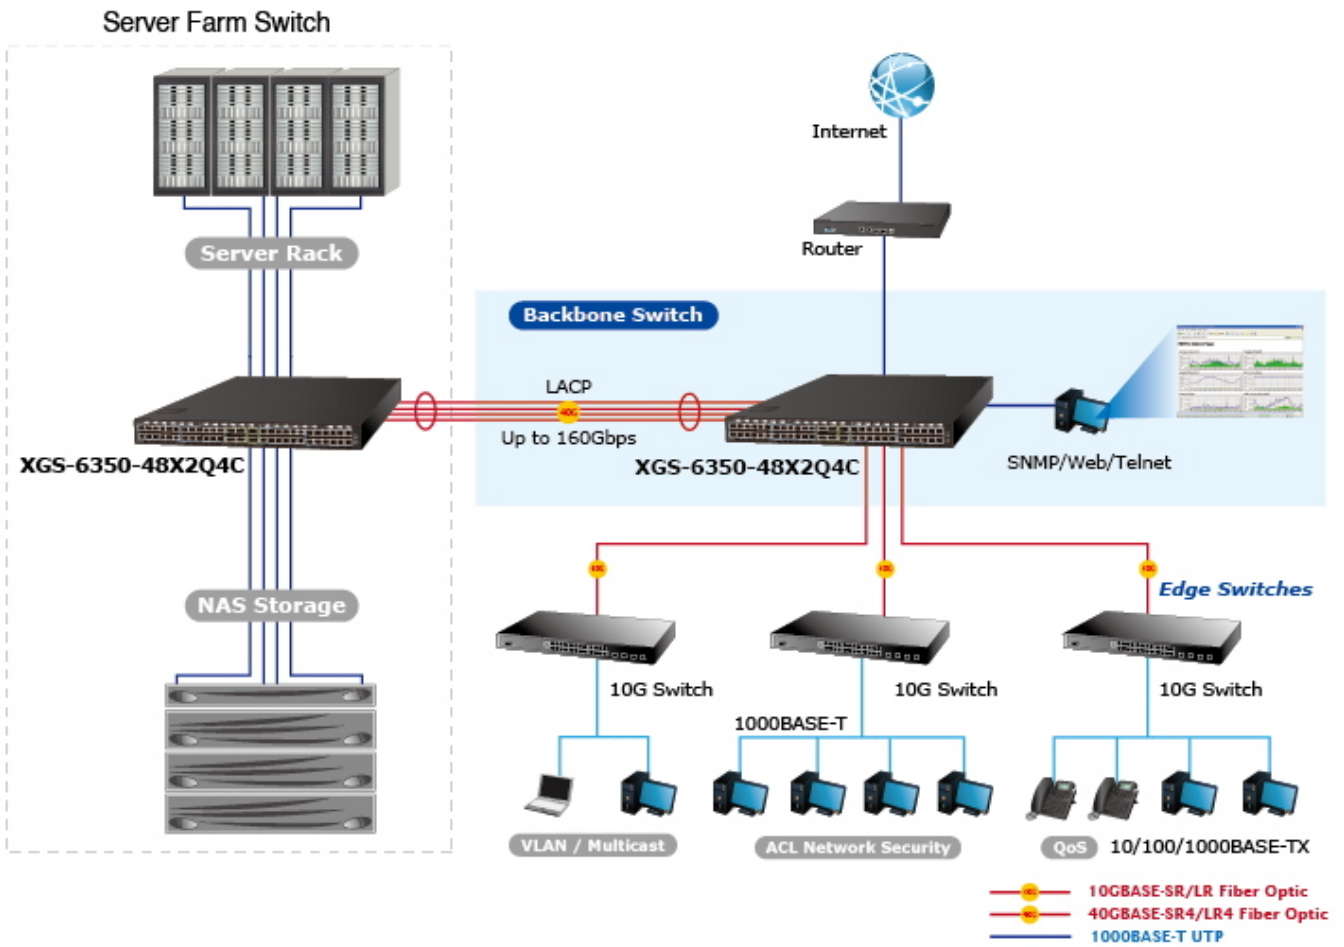 Server Farm Switch
Internet
Server Rack
Router
Backbone Switch
LACP
40G
Up to 160Gbps
XGS-6350-48X2Q4C
XGS-6350-48X2Q4C
SNMP/Web/Telnet
Edge Switches
NAS Storage
10G Switch
10G Switch
10G Switch
1000BASE-T
VLAN / Multicast
ACL Network Security
QoS
10/100/1000BASE-TX
10GBASE-SR/LR Fiber Optic
40GBASE-SR4/LR4 Fiber Optic
1000BASE-T UTP